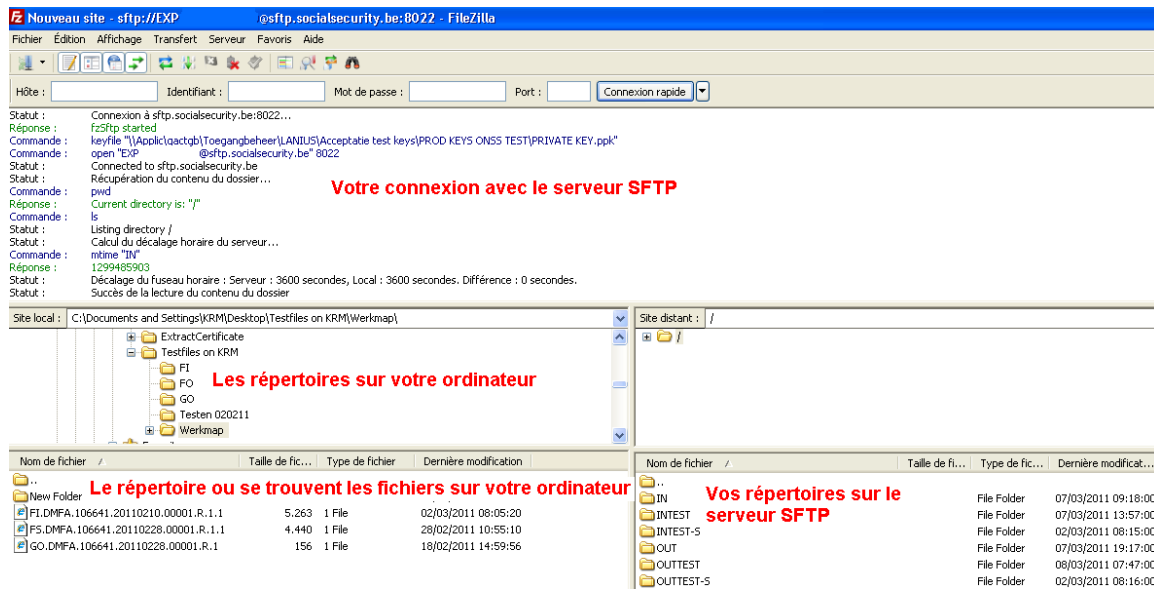 Nouveau site - sftp://EXP @sftp.socialsecurity.be:8022 - FileZilla
Fichier Édition Affichage Transfert Serveur Favoris Aide
Hôte : Identifiant : Mot de passe : Port : Connexion rapide
Statut : Connexion à sftp.socialsecurity.be:8022...
Réponse : fzSftp started
Commande : keyfile "\\Applic\qactgb\Toegangbeheer\LANIUS\Acceptatie test keys\PROD KEYS ONSS TEST\PRIVATE KEY.ppk"
Commande : open "EXP @sftp.socialsecurity.be" 8022
Statut : Connected to sftp.socialsecurity.be
Statut : Récupération du contenu du dossier...
Commande : pwd
Réponse : Current directory is: "/"
Commande : ls
Statut : Listing directory /
Statut : Calcul du décalage horaire du serveur...
Commande : mtime "IN"
Réponse : 1299485903
Statut : Décalage du fuseau horaire : Serveur : 3600 secondes, Local : 3600 secondes. Différence : 0 secondes.
Statut : Succès de la lecture du contenu du dossier
Votre connexion avec le serveur SFTP
Site local : C:\Documents and Settings\KRM\Desktop\Testfiles on KRM\Werkmap\
ExtractCertificate
Testfiles on KRM
FI
FO
GO
Testen 020211
Werkmap
Les répertoires sur votre ordinateur
Site distant : /
/
Nom de fichier Taille de fic... Type de fichier Dernière modification
..
New Folder
FI.DMFA.106641.20110210.00001.R.1.1 5.263 1 File 02/03/2011 08:05:20
FS.DMFA.106641.20110228.00001.R.1.1 4.440 1 File 28/02/2011 10:55:10
GO.DMFA.106641.20110228.00001.R.1 156 1 File 18/02/2011 14:59:56
Le répertoire ou se trouvent les fichiers sur votre ordinateur
Nom de fichier Taille de fi... Type de fic... Dernière modificat...
..
IN File Folder 07/03/2011 09:18:00
INTEST File Folder 07/03/2011 13:57:00
INTEST-S File Folder 02/03/2011 08:15:00
OUT File Folder 07/03/2011 19:17:00
OUTTEST File Folder 08/03/2011 07:47:00
OUTTEST-S File Folder 02/03/2011 08:16:00
Vos répertoires sur le
serveur SFTP